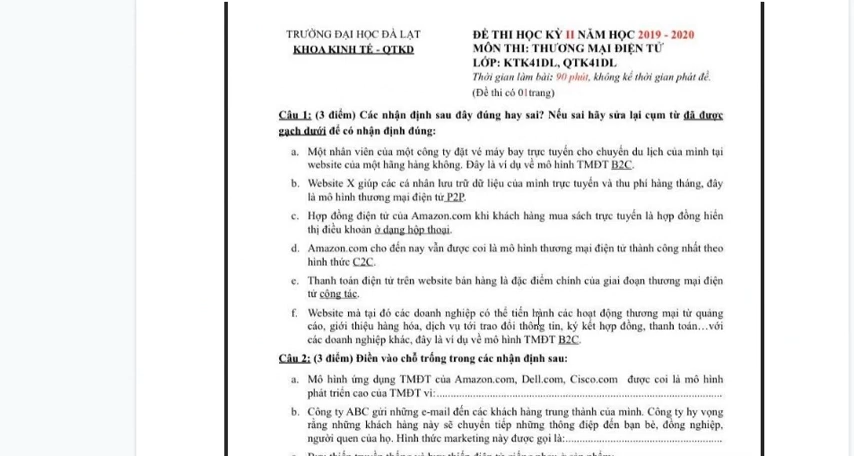 TRƯỜNG ĐẠI HỌC ĐÀ LẠT
KHOA KINH TẾ - QTKD
ĐỀ THI HỌC KỲ II NĂM HỌC 2019 - 2020
MÔN THI: THƯƠNG MẠI ĐIỆN TỬ
LỚP: KTK41DL, QTK41DL
Thời gian làm bài: 90 phút, không kể thời gian phát đề.
(Đề thi có 01trang)
Câu 1: (3 điểm) Các nhận định sau đây đúng hay sai? Nếu sai hãy sửa lại cụm từ đã được
gạch dưới để có nhận định đúng:
a. Một nhân viên của một công ty đặt vé máy bay trực tuyến cho chuyến du lịch của mình tại
website của một hãng hàng không. Đây là ví dụ về mô hình TMĐT B2C.
b. Website X giúp các cá nhân lưu trữ dữ liệu của mình trực tuyến và thu phí hàng tháng, đây
là mô hình thương mại điện tử P2P.
c. Hợp đồng điện tử của Amazon.com khi khách hàng mua sách trực tuyến là hợp đồng hiển
thị điều khoản ở dạng hộp thoại.
d. Amazon.com cho đến nay vẫn được coi là mô hình thương mại điện tử thành công nhất theo
hình thức C2C.
e. Thanh toán điện tử trên website bán hàng là đặc điểm chính của giai đoạn thương mại điện
tử cộng tác.
f. Website mà tại đó các doanh nghiệp có thể tiến hành các hoạt động thương mại từ quảng
cáo, giới thiệu hàng hóa, dịch vụ tới trao đổi thông tin, ký kết hợp đồng, thanh toán…với
các doanh nghiệp khác, đây là ví dụ về mô hình TMĐT B2C.
Câu 2: (3 điểm) Điền vào chỗ trống trong các nhận định sau:
a. Mô hình ứng dụng TMĐT của Amazon.com, Dell.com, Cisco.com được coi là mô hình
phát triển cao của TMĐT vì:
b. Công ty ABC gửi những e-mail đến các khách hàng trung thành của mình. Công ty hy vọng
rằng những khách hàng này sẽ chuyển tiếp những thông điệp đến bạn bè, đồng nghiệp,
người quen của họ. Hình thức marketing này được gọi là: